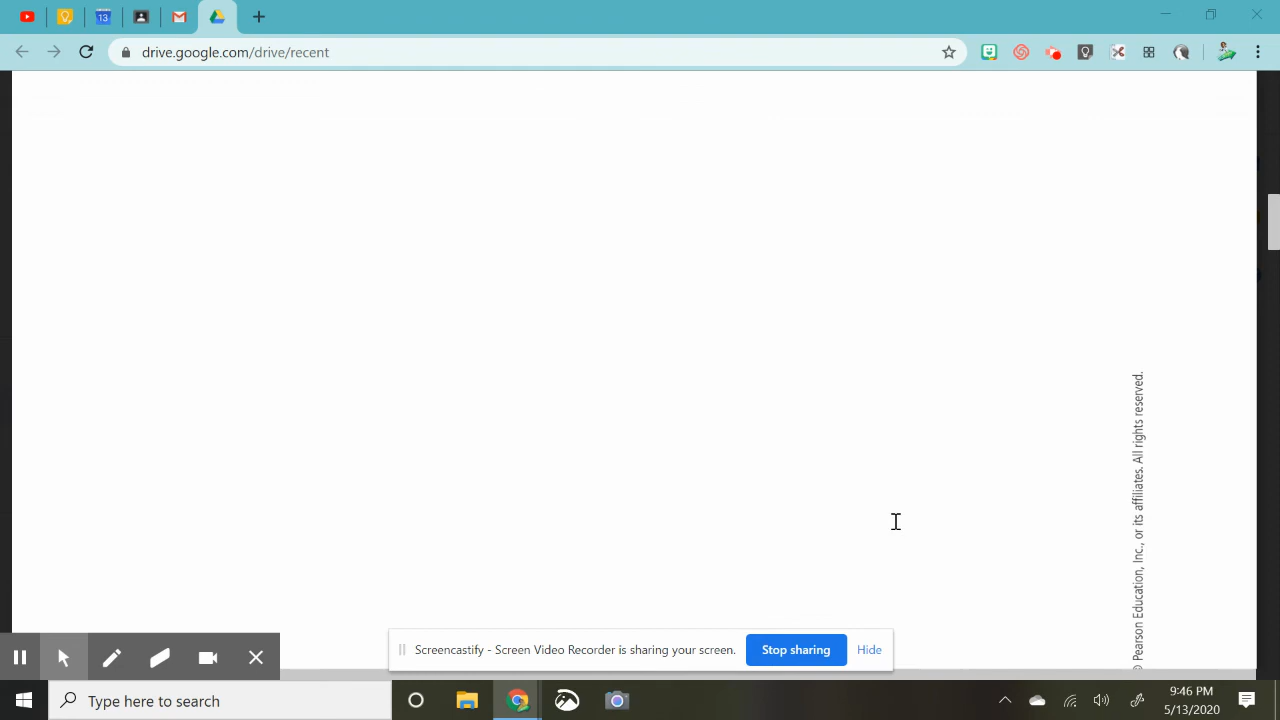 13
drive.google.com/drive/recent
Pearson Education, Inc., or its affiliates. All rights reserved.
Screencastify - Screen Video Recorder is sharing your screen.
Stop sharing
Hide
Type here to search
9:46 PM
5/13/2020